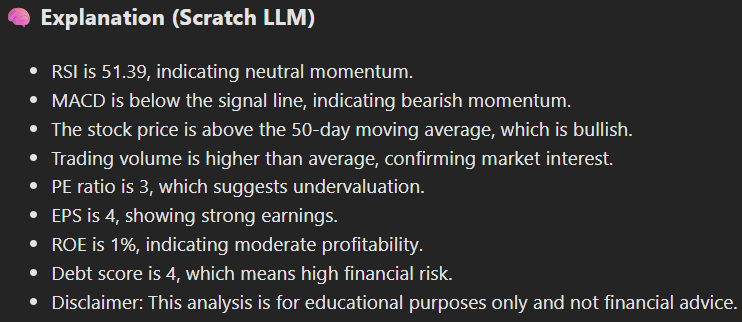 🧠 Explanation (Scratch LLM)
• RSI is 51.39, indicating neutral momentum.
• MACD is below the signal line, indicating bearish momentum.
• The stock price is above the 50-day moving average, which is bullish.
• Trading volume is higher than average, confirming market interest.
• PE ratio is 3, which suggests undervaluation.
• EPS is 4, showing strong earnings.
• ROE is 1%, indicating moderate profitability.
• Debt score is 4, which means high financial risk.
• Disclaimer: This analysis is for educational purposes only and not financial advice.